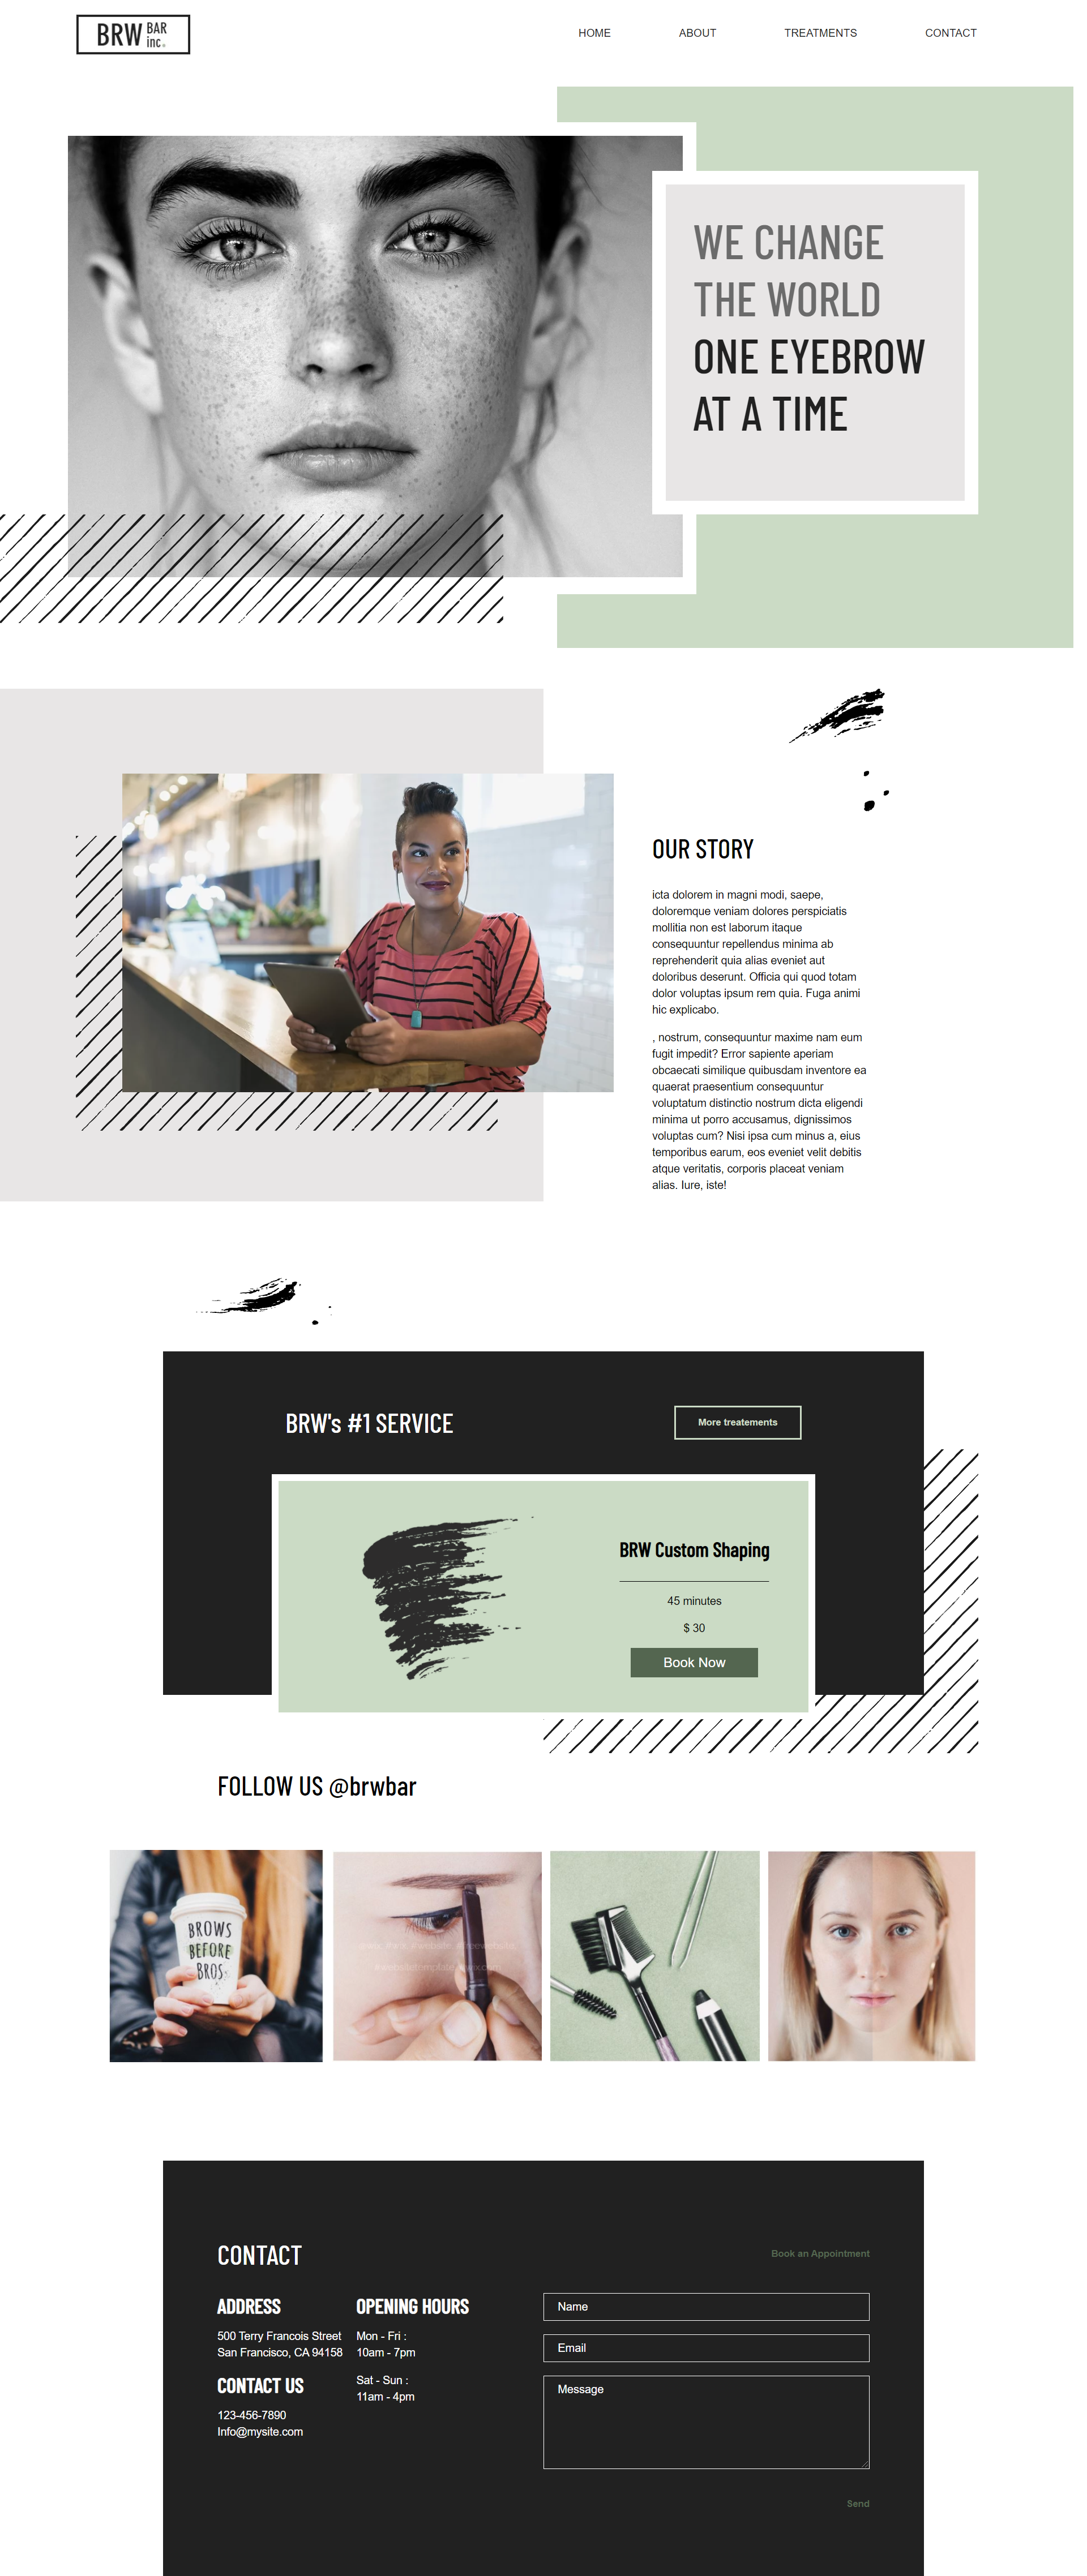 BRW BAR
inc.
HOME
ABOUT
TREATMENTS
CONTACT
WE CHANGE
THE WORLD
ONE EYEBROW
AT A TIME
OUR STORY
icta dolorem in magni modi, saepe,
doloremque veniam dolores perspiciatis
mollitia non est laborum itaque
consequuntur repellendus minima ab
reprehenderit quia alias eveniet aut
doloribus deserunt. Officia qui quod totam
dolor voluptas ipsum rem quia. Fuga animi
hic explicabo.
, nostrum, consequuntur maxime nam eum
fugit impedit? Error sapiente aperiam
obcaecati similique quibusdam inventore ea
quaerat praesentium consequuntur
voluptatum distinctio nostrum dicta eligendi
minima ut porro accusamus, dignissimos
voluptas cum? Nisi ipsa cum minus a, eius
temporibus earum, eos eveniet velit debitis
atque veritatis, corporis placeat veniam
alias. Iure, iste!
BRW's #1 SERVICE
More treatements
BRW Custom Shaping
45 minutes
$ 30
Book Now
FOLLOW US @brwbar
BROWS
BEFORE
BROS.
CONTACT
Book an Appointment
ADDRESS
500 Terry Francois Street
San Francisco, CA 94158
CONTACT US
123-456-7890
Info@mysite.com
OPENING HOURS
Mon - Fri :
10am - 7pm
Sat - Sun :
11am - 4pm
Name
Email
Message
Send